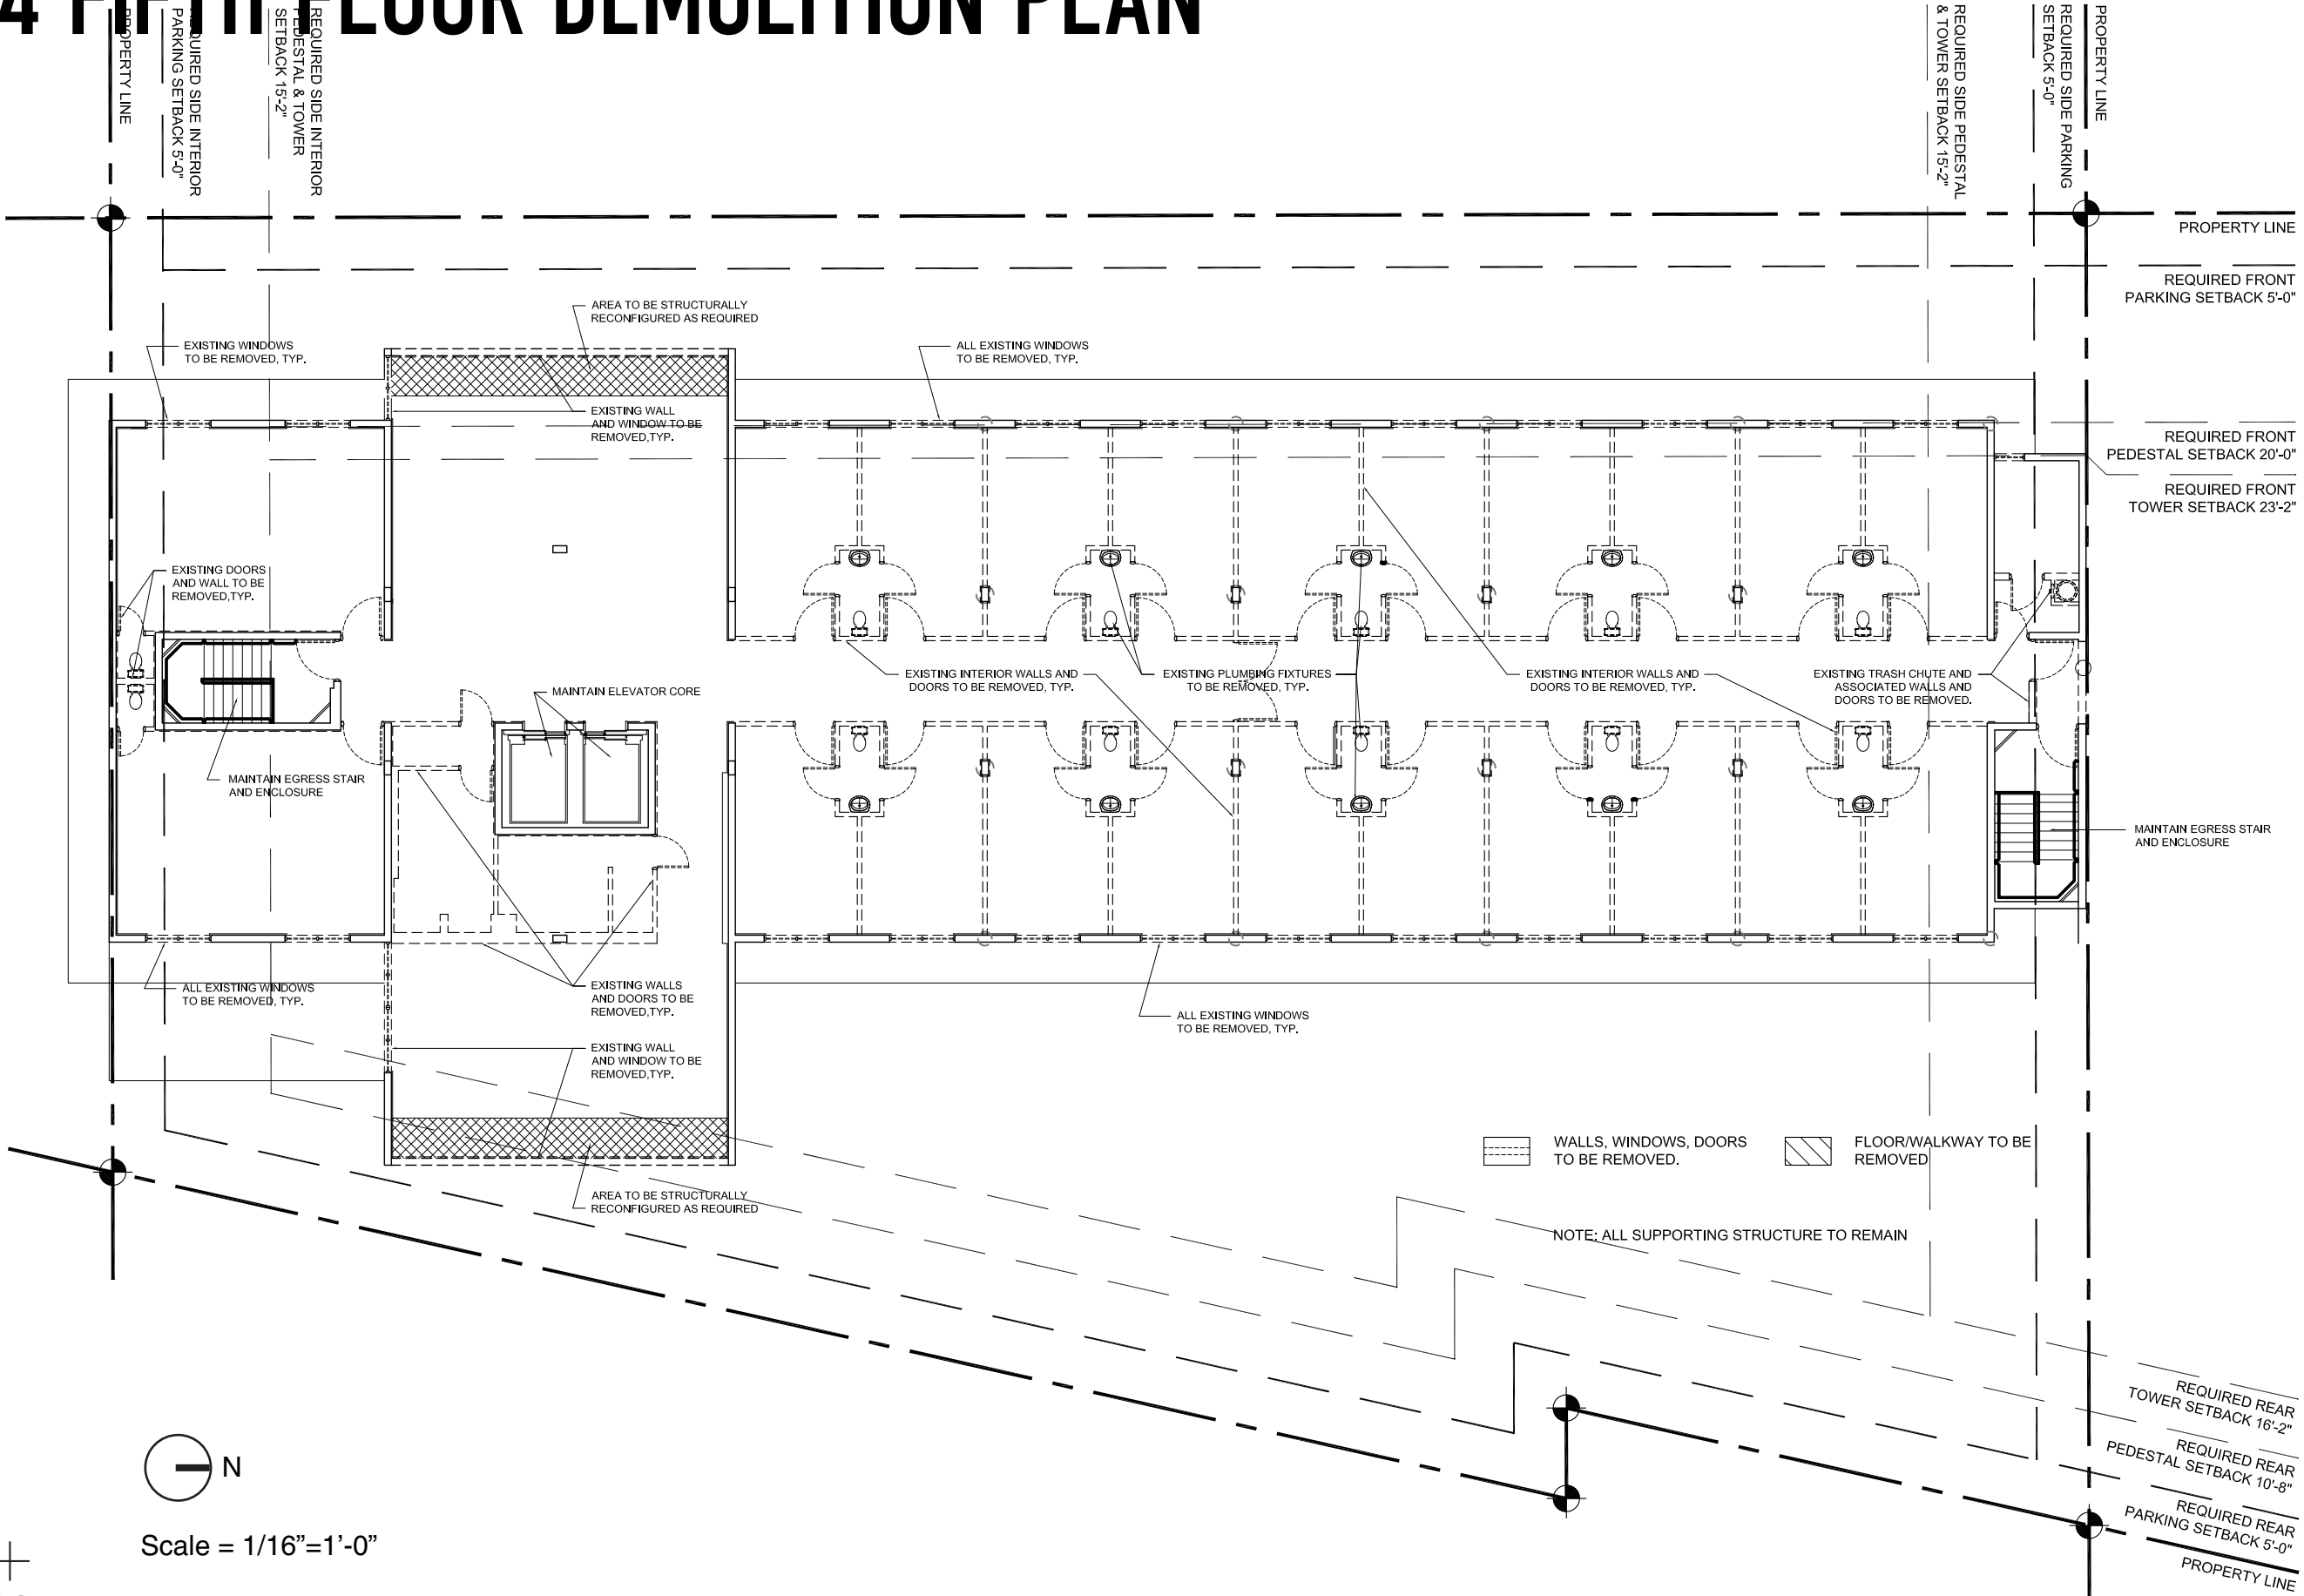 4 FIFTH FLOOR DEMOLITION PLAN
PROPERTY LINE
REQUIRED SIDE INTERIOR
PARKING SETBACK 5'-0"
REQUIRED SIDE INTERIOR
PEDESTAL & TOWER
SETBACK 15'-2"
REQUIRED SIDE PEDESTAL
& TOWER SETBACK 15'-2"
REQUIRED SIDE PARKING
SETBACK 5'-0"
PROPERTY LINE
PROPERTY LINE
REQUIRED FRONT
PARKING SETBACK 5'-0"
AREA TO BE STRUCTURALLY
RECONFIGURED AS REQUIRED
EXISTING WINDOWS
TO BE REMOVED, TYP.
ALL EXISTING WINDOWS
TO BE REMOVED, TYP.
EXISTING WALL
AND WINDOW TO BE
REMOVED,TYP.
REQUIRED FRONT
PEDESTAL SETBACK 20'-0"
REQUIRED FRONT
TOWER SETBACK 23'-2"
EXISTING DOORS
AND WALL TO BE
REMOVED,TYP.
MAINTAIN ELEVATOR CORE
EXISTING INTERIOR WALLS AND
DOORS TO BE REMOVED, TYP.
EXISTING PLUMBING FIXTURES
TO BE REMOVED, TYP.
EXISTING INTERIOR WALLS AND
DOORS TO BE REMOVED, TYP.
EXISTING TRASH CHUTE AND
ASSOCIATED WALLS AND
DOORS TO BE REMOVED.
MAINTAIN EGRESS STAIR
AND ENCLOSURE
MAINTAIN EGRESS STAIR
AND ENCLOSURE
ALL EXISTING WINDOWS
TO BE REMOVED, TYP.
EXISTING WALLS
AND DOORS TO BE
REMOVED,TYP.
ALL EXISTING WINDOWS
TO BE REMOVED, TYP.
EXISTING WALL
AND WINDOW TO BE
REMOVED,TYP.
WALLS, WINDOWS, DOORS
TO BE REMOVED.
FLOOR/WALKWAY TO BE
REMOVED
AREA TO BE STRUCTURALLY
RECONFIGURED AS REQUIRED
NOTE: ALL SUPPORTING STRUCTURE TO REMAIN
REQUIRED REAR
TOWER SETBACK 16'-2"
REQUIRED REAR
PEDESTAL SETBACK 10'-8"
REQUIRED REAR
PARKING SETBACK 5'-0"
PROPERTY LINE
N
Scale = 1/16”=1’-0”